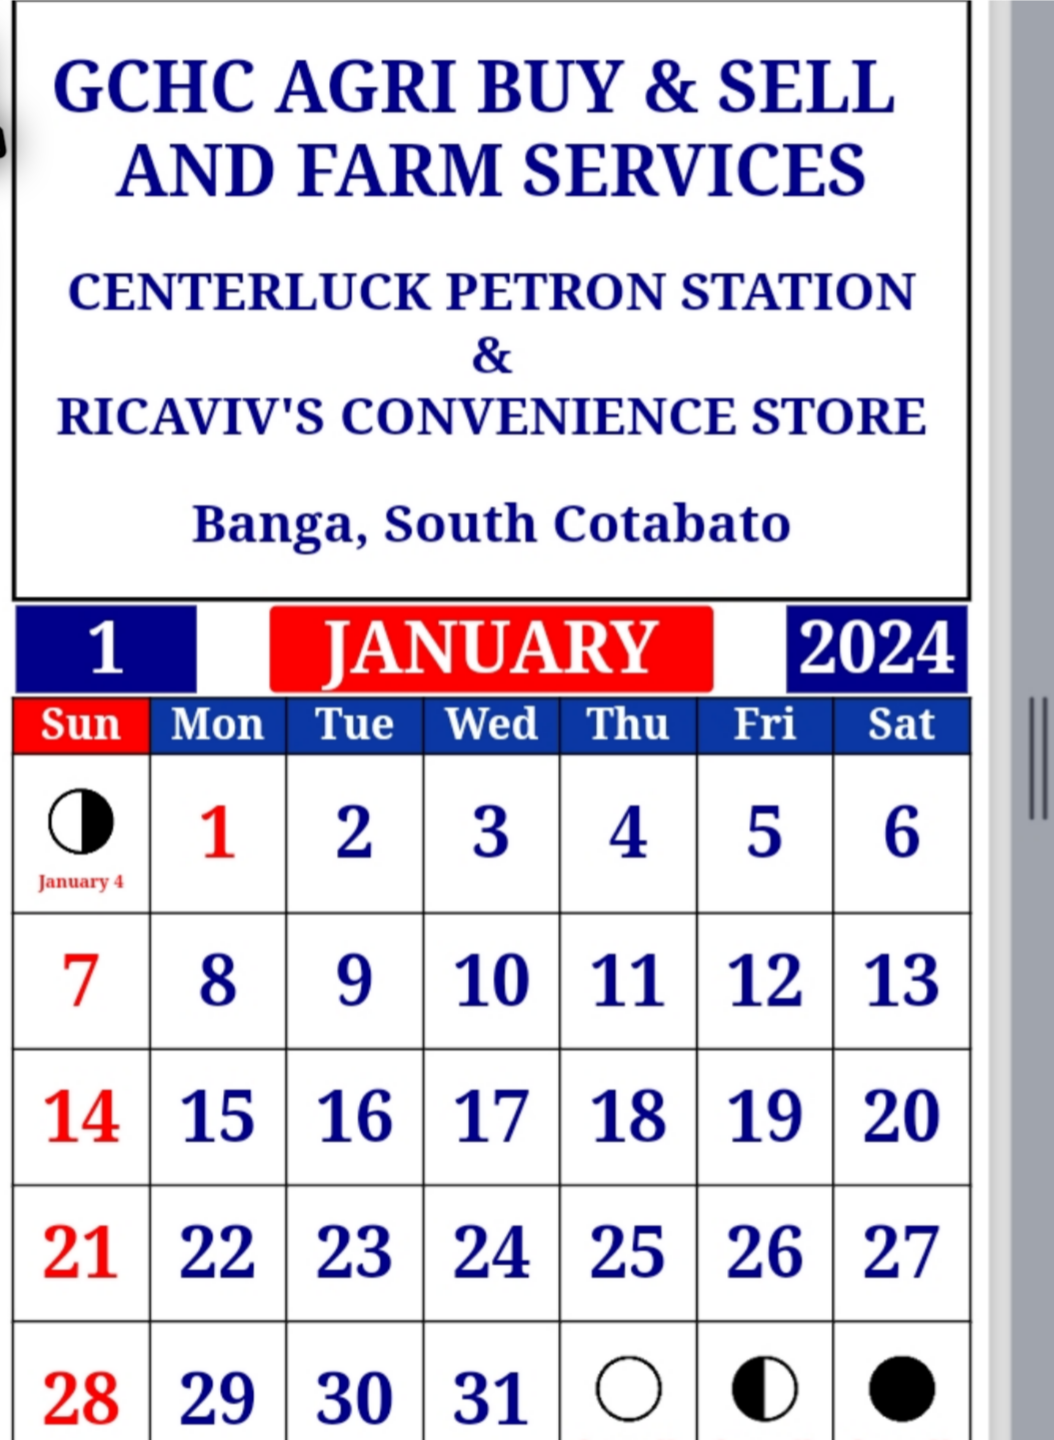 GCHC AGRI BUY & SELL
AND FARM SERVICES
CENTERLUCK PETRON STATION
&
RICAVIV'S CONVENIENCE STORE
Banga, South Cotabato
1 JANUARY 2024
Sun Mon Tue Wed Thu Fri Sat
1 2 3 4 5 6
January 4
7 8 9 10 11 12 13
14 15 16 17 18 19 20
21 22 23 24 25 26 27
28 29 30 31